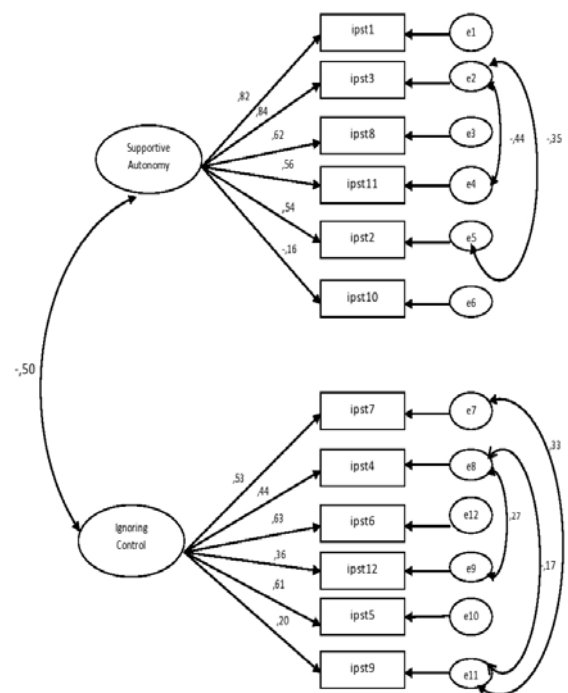 ipst1
e1
ipst3
e2
,82
,84
Supportive
Autonomy
,62
ipst8
e3
-,44
-,35
,56
ipst11
e4
,54
ipst2
e5
-,16
ipst10
e6
-,50
ipst7
e7
,33
,53
ipst4
e8
,44
Ignoring
Control
,63
ipst6
e12
,27
,36
ipst12
e9
-,17
,61
ipst5
e10
,20
ipst9
e11